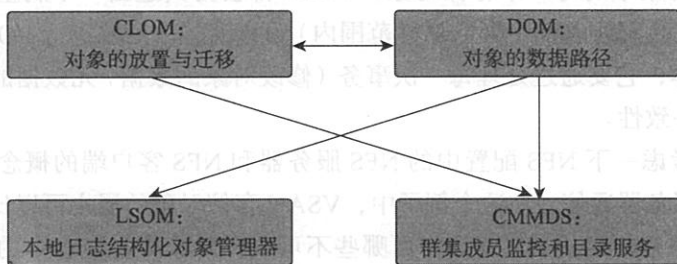 CLOM：
对象的放置与迁移
DOM：
对象的数据路径
LSOM：
本地日志结构化对象管理器
CMMDS：
群集成员监控和目录服务